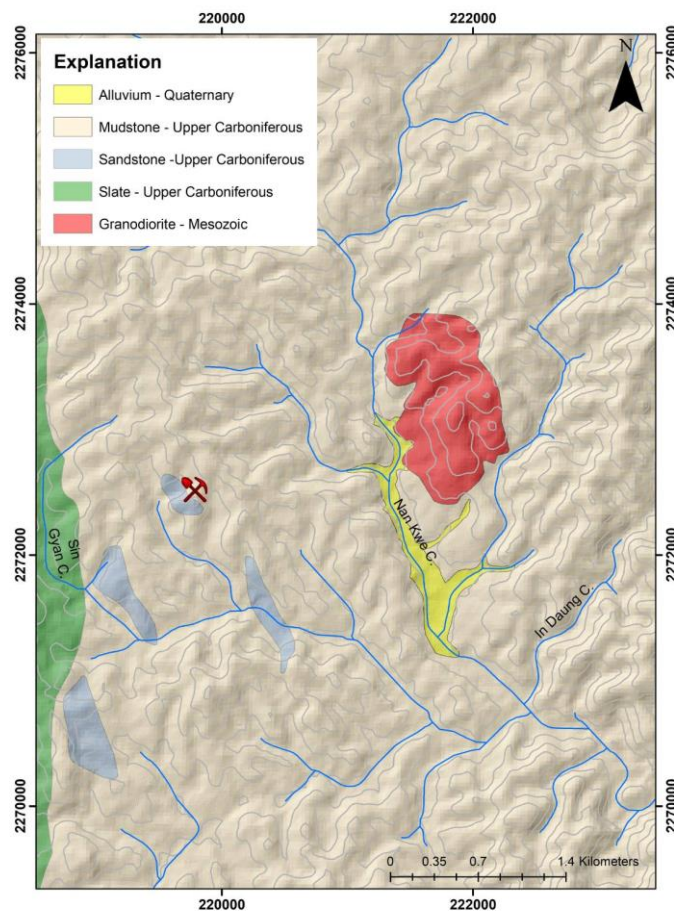 220000 222000
2276000 2276000
Explanation
Alluvium - Quaternary
Mudstone - Upper Carboniferous
Sandstone -Upper Carboniferous
Slate - Upper Carboniferous
Granodiorite - Mesozoic
N
2274000 2274000
Nan Kwe C.
Sin
Gyan C.
2272000 2272000
In Daung C.
2270000 2270000
0 0.35 0.7 1.4 Kilometers
220000 222000